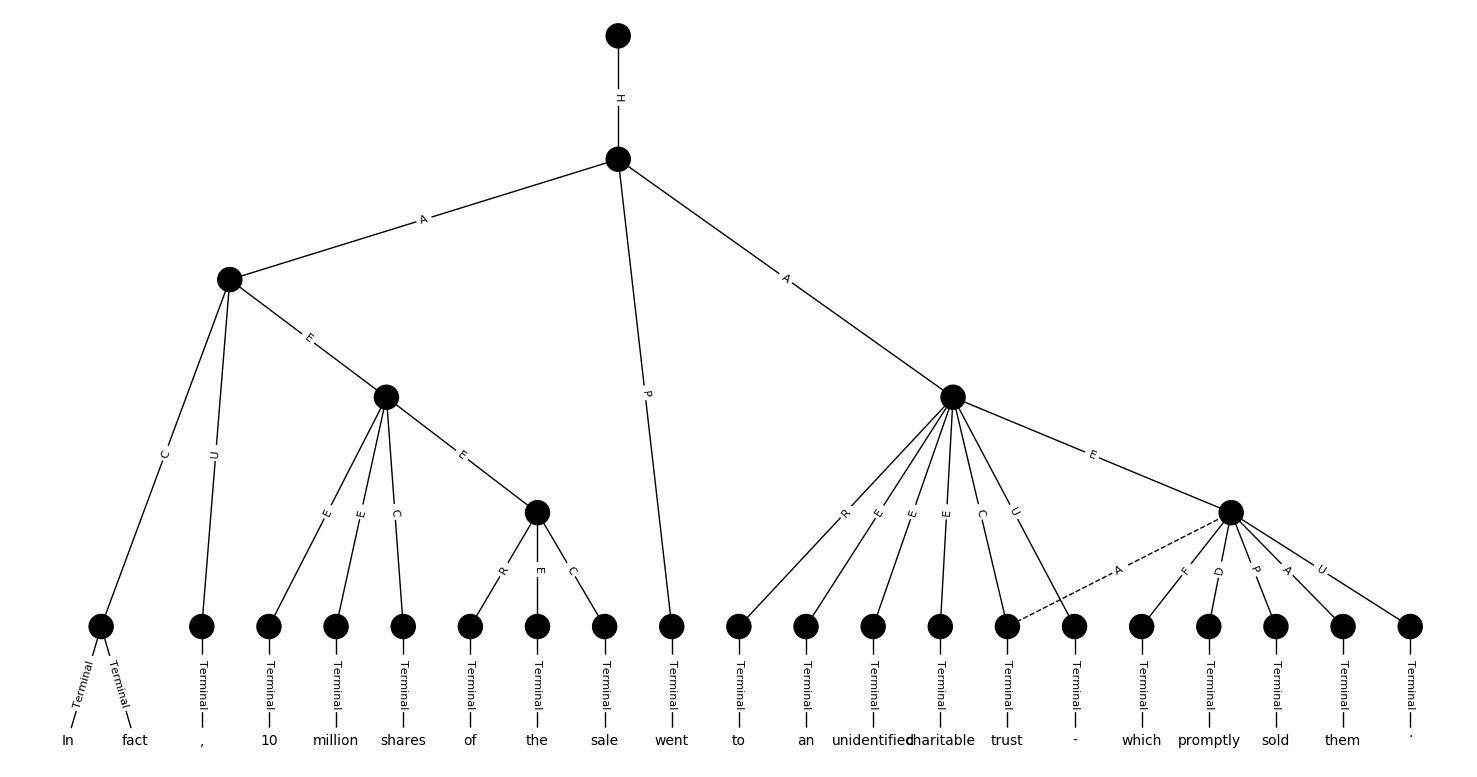 H
A
A
E
P
C
U
E
E
E
E
C
R
E
E
E
C
U
R
E
C
A
F
D
P
A
U
Terminal Terminal Terminal Terminal Terminal Terminal Terminal Terminal Terminal Terminal Terminal Terminal Terminal Terminal Terminal Terminal Terminal Terminal Terminal Terminal Terminal
In fact , 10 million shares of the sale went to an unidentified charitable trust - which promptly sold them .